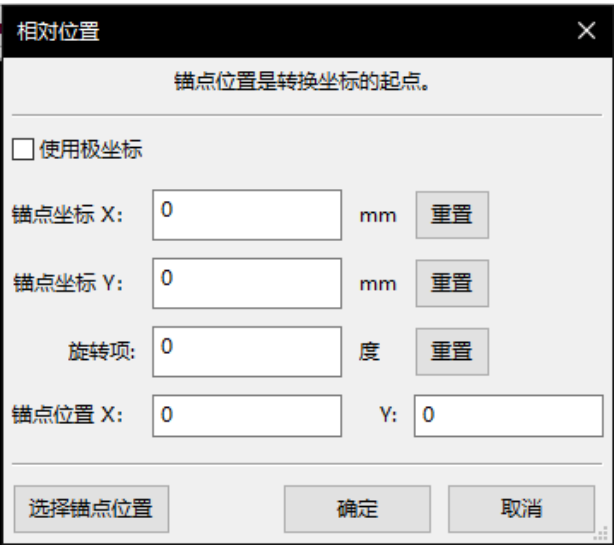 相对位置
锚点位置是转换坐标的起点。
使用极坐标
锚点坐标 X: 0 mm 重置
锚点坐标 Y: 0 mm 重置
旋转项: 0 度 重置
锚点位置 X: 0 Y: 0
选择锚点位置 确定 取消